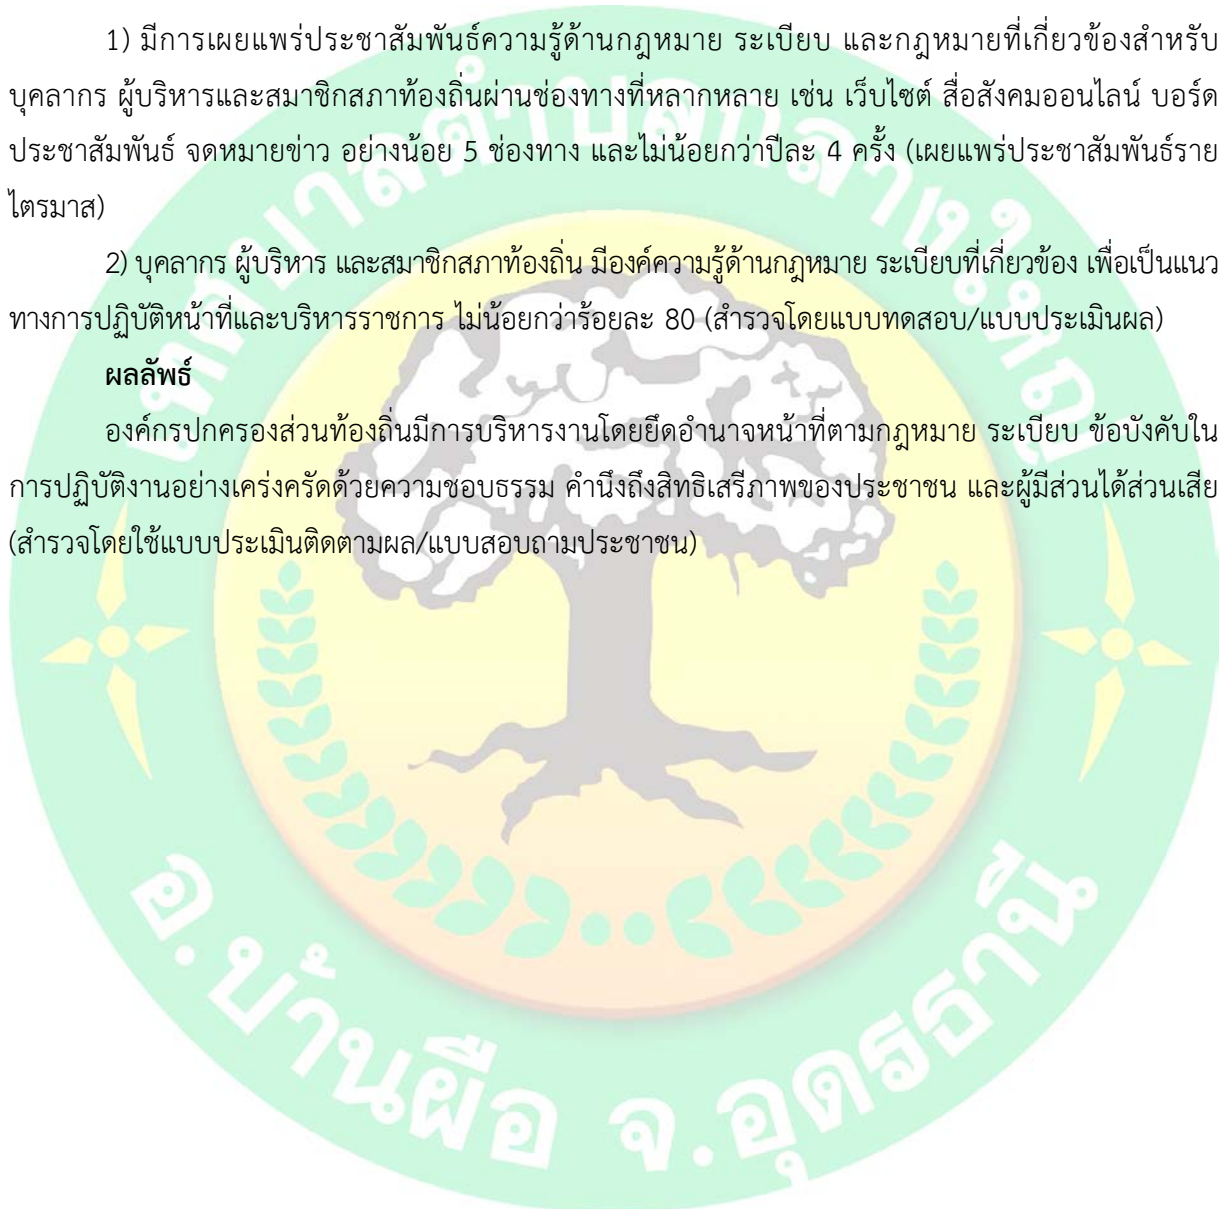 1) มีการเผยแพร่ประชาสัมพันธ์ความรู้ด้านกฎหมาย ระเบียบ และกฎหมายที่เกี่ยวข้องสำหรับ
บุคลากร ผู้บริหารและสมาชิกสภาท้องถิ่นผ่านช่องทางที่หลากหลาย เช่น เว็บไซต์ สื่อสังคมออนไลน์ บอร์ด
ประชาสัมพันธ์ จดหมายข่าว อย่างน้อย 5 ช่องทาง และไม่น้อยกว่าปีละ 4 ครั้ง (เผยแพร่ประชาสัมพันธ์ราย
ไตรมาส)
2) บุคลากร ผู้บริหาร และสมาชิกสภาท้องถิ่น มีองค์ความรู้ด้านกฎหมาย ระเบียบที่เกี่ยวข้อง เพื่อเป็นแนว
ทางการปฏิบัติหน้าที่และบริหารราชการ ไม่น้อยกว่าร้อยละ 80 (สำรวจโดยแบบทดสอบ/แบบประเมินผล)
ผลลัพธ์
องค์กรปกครองส่วนท้องถิ่นมีการบริหารงานโดยยึดอำนาจหน้าที่ตามกฎหมาย ระเบียบ ข้อบังคับใน
การปฏิบัติงานอย่างเคร่งครัดด้วยความชอบธรรม คำนึงถึงสิทธิเสรีภาพของประชาชน และผู้มีส่วนได้ส่วนเสีย
(สำรวจโดยใช้แบบประเมินติดตามผล/แบบสอบถามประชาชน)
เทศบาลตำบลกลางใหญ่
อ.บ้านผือ จ.อุดรธานี